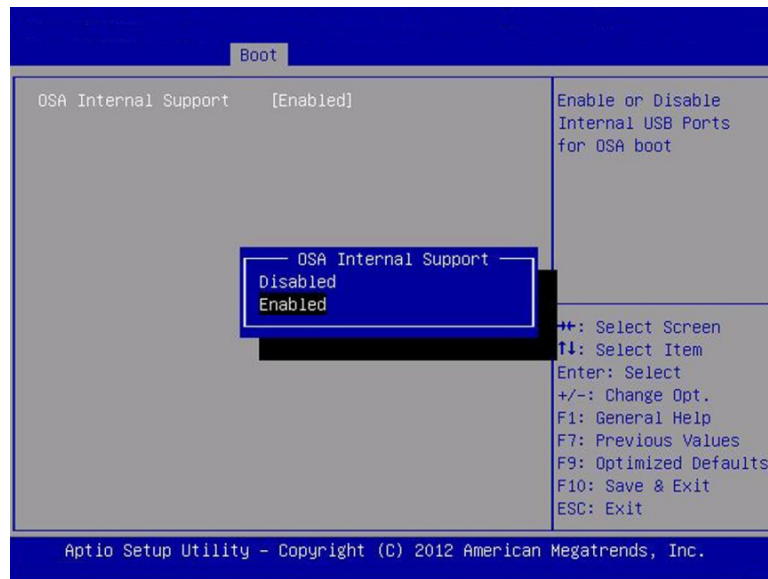 Boot
OSA Internal Support [Enabled]
Enable or Disable
Internal USB Ports
for OSA boot
OSA Internal Support
Disabled
Enabled
→←: Select Screen
↑↓: Select Item
Enter: Select
+/-: Change Opt.
F1: General Help
F7: Previous Values
F9: Optimized Defaults
F10: Save & Exit
ESC: Exit
Aptio Setup Utility - Copyright (C) 2012 American Megatrends, Inc.